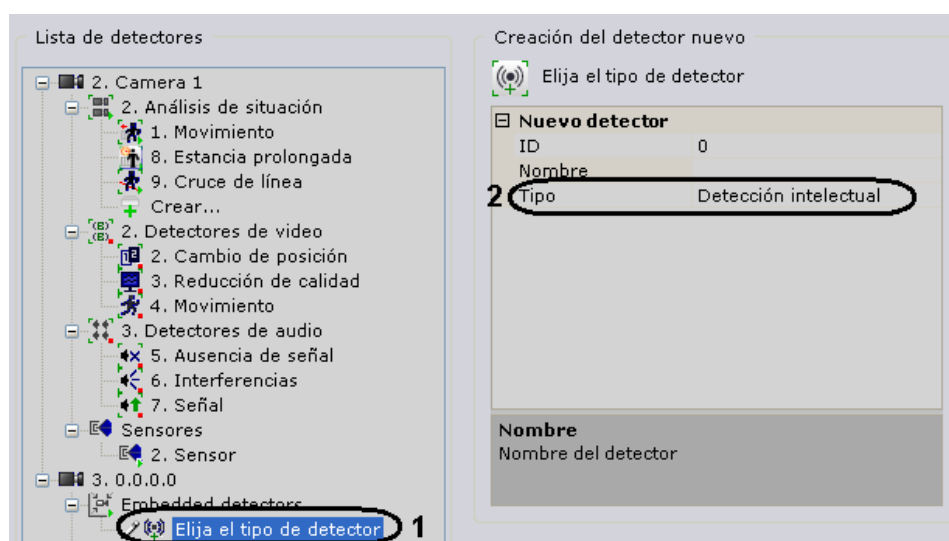 Lista de detectores
2. Camera 1
2. Análisis de situación
1. Movimiento
8. Estancia prolongada
9. Cruce de línea
Crear...
2. Detectores de video
2. Cambio de posición
3. Reducción de calidad
4. Movimiento
3. Detectores de audio
5. Ausencia de señal
6. Interferencias
7. Señal
Sensores
2. Sensor
3. 0.0.0.0
Embedded detectors
Elija el tipo de detector 1
Creación del detector nuevo
Elija el tipo de detector
Nuevo detector
ID 0
Nombre
2 Tipo Detección intelectual
Nombre
Nombre del detector